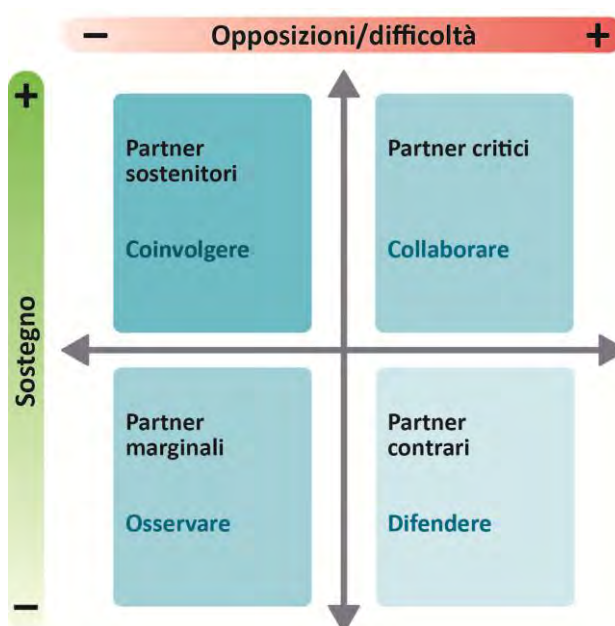 − Opposizioni/difficoltà +
+
Sostegno
−
Partner
sostenitori
Coinvolgere
Partner critici
Collaborare
Partner
marginali
Osservare
Partner
contrari
Difendere